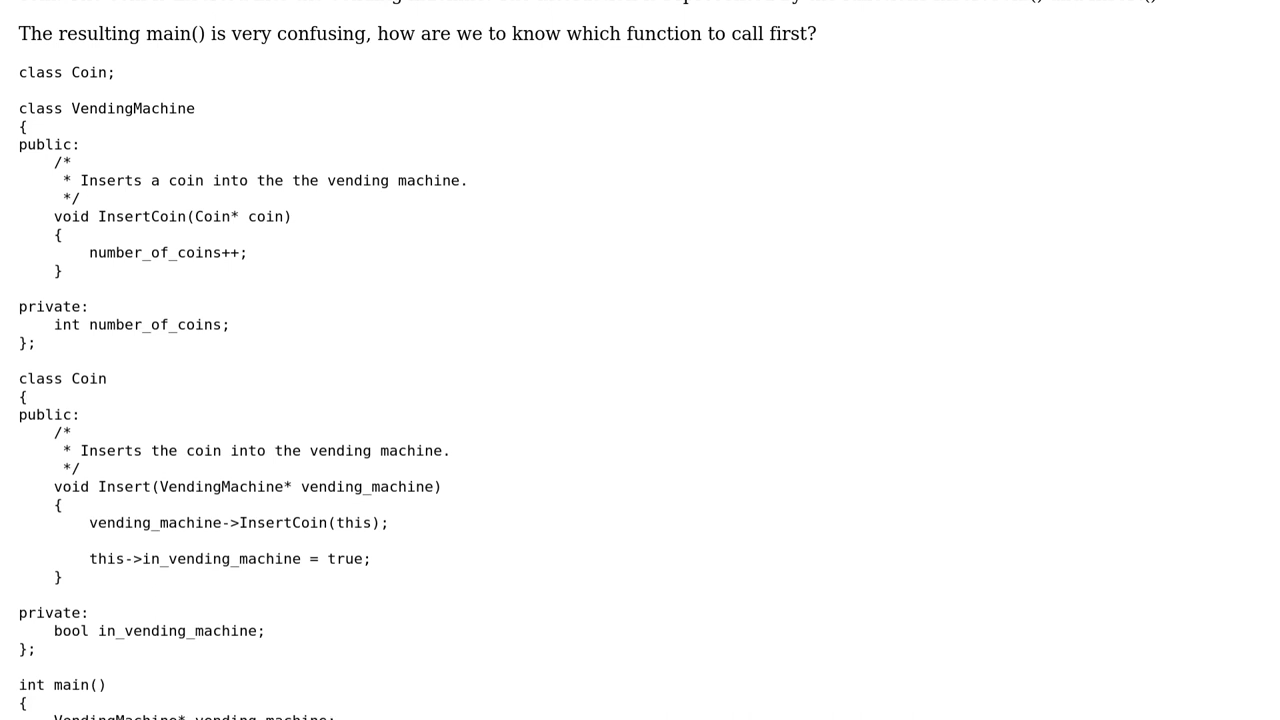 The resulting main() is very confusing, how are we to know which function to call first?
class Coin;
class VendingMachine
{
public:
    /*
     * Inserts a coin into the the vending machine.
     */
    void InsertCoin(Coin* coin)
    {
        number_of_coins++;
    }
private:
    int number_of_coins;
};
class Coin
{
public:
    /*
     * Inserts the coin into the vending machine.
     */
    void Insert(VendingMachine* vending_machine)
    {
        vending_machine->InsertCoin(this);
        this->in_vending_machine = true;
    }
private:
    bool in_vending_machine;
};
int main()
{
    VendingMachine* vending_machine;